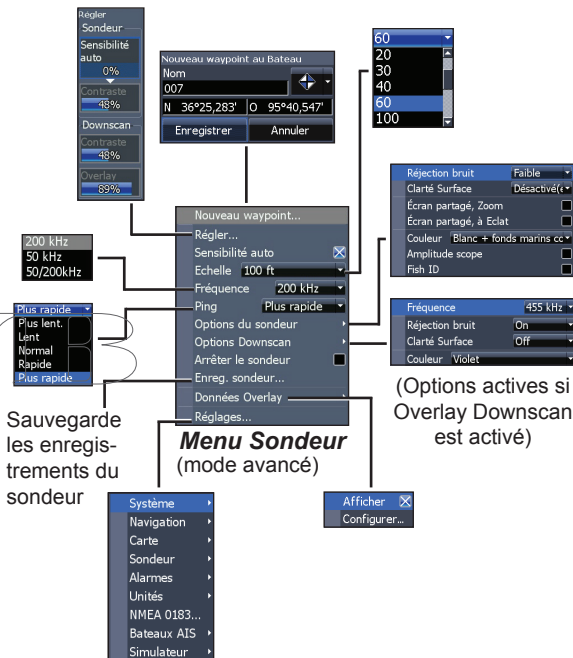 Régler
Sondeur
Sensibilité
auto
0%
Contraste
48%
Downscan
Contraste
48%
Overlay
89%
Nouveau waypoint au Bateau
Nom
007
N 36°25,283' O 95°40,547'
Enregistrer Annuler
60
20
30
40
60
100
200 kHz
50 kHz
50/200kHz
Plus rapide
Plus lent.
Lent
Normal
Rapide
Plus rapide
Sauvegarde
les enregis-
trements du
sondeur
Nouveau waypoint...
Régler...
Sensibilité auto
Echelle 100 ft
Fréquence 200 kHz
Ping Plus rapide
Options du sondeur
Options Downscan
Arrêter le sondeur
Enreg. sondeur...
Données Overlay
Réglages...
Menu Sondeur
(mode avancé)
Réjection bruit Faible
Clarté Surface Désactivé(e
Écran partagé, Zoom
Écran partagé, à Eclat
Couleur Blanc + fonds marins co
Amplitude scope
Fish ID
Fréquence 455 kHz
Réjection bruit On
Clarté Surface Off
Couleur Violet
(Options actives si
Overlay Downscan
est activé)
Afficher
Configurer...
Système
Navigation
Carte
Sondeur
Alarmes
Unités
NMEA 0183...
Bateaux AIS
Simulateur